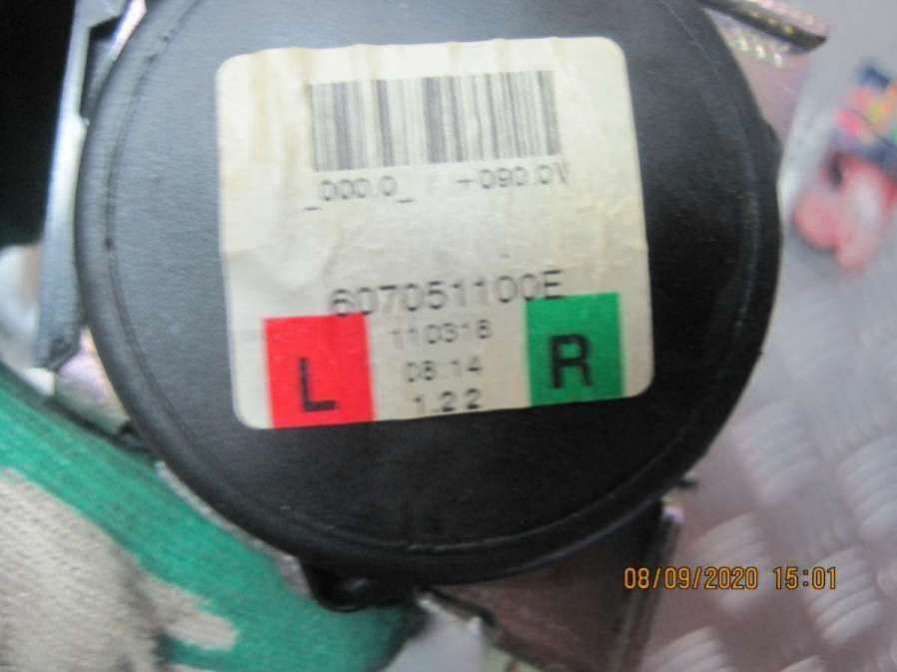 _000.0_ +090.0V
607051100E
110318
08:14
1.22
L
R
08/09/2020 15:01